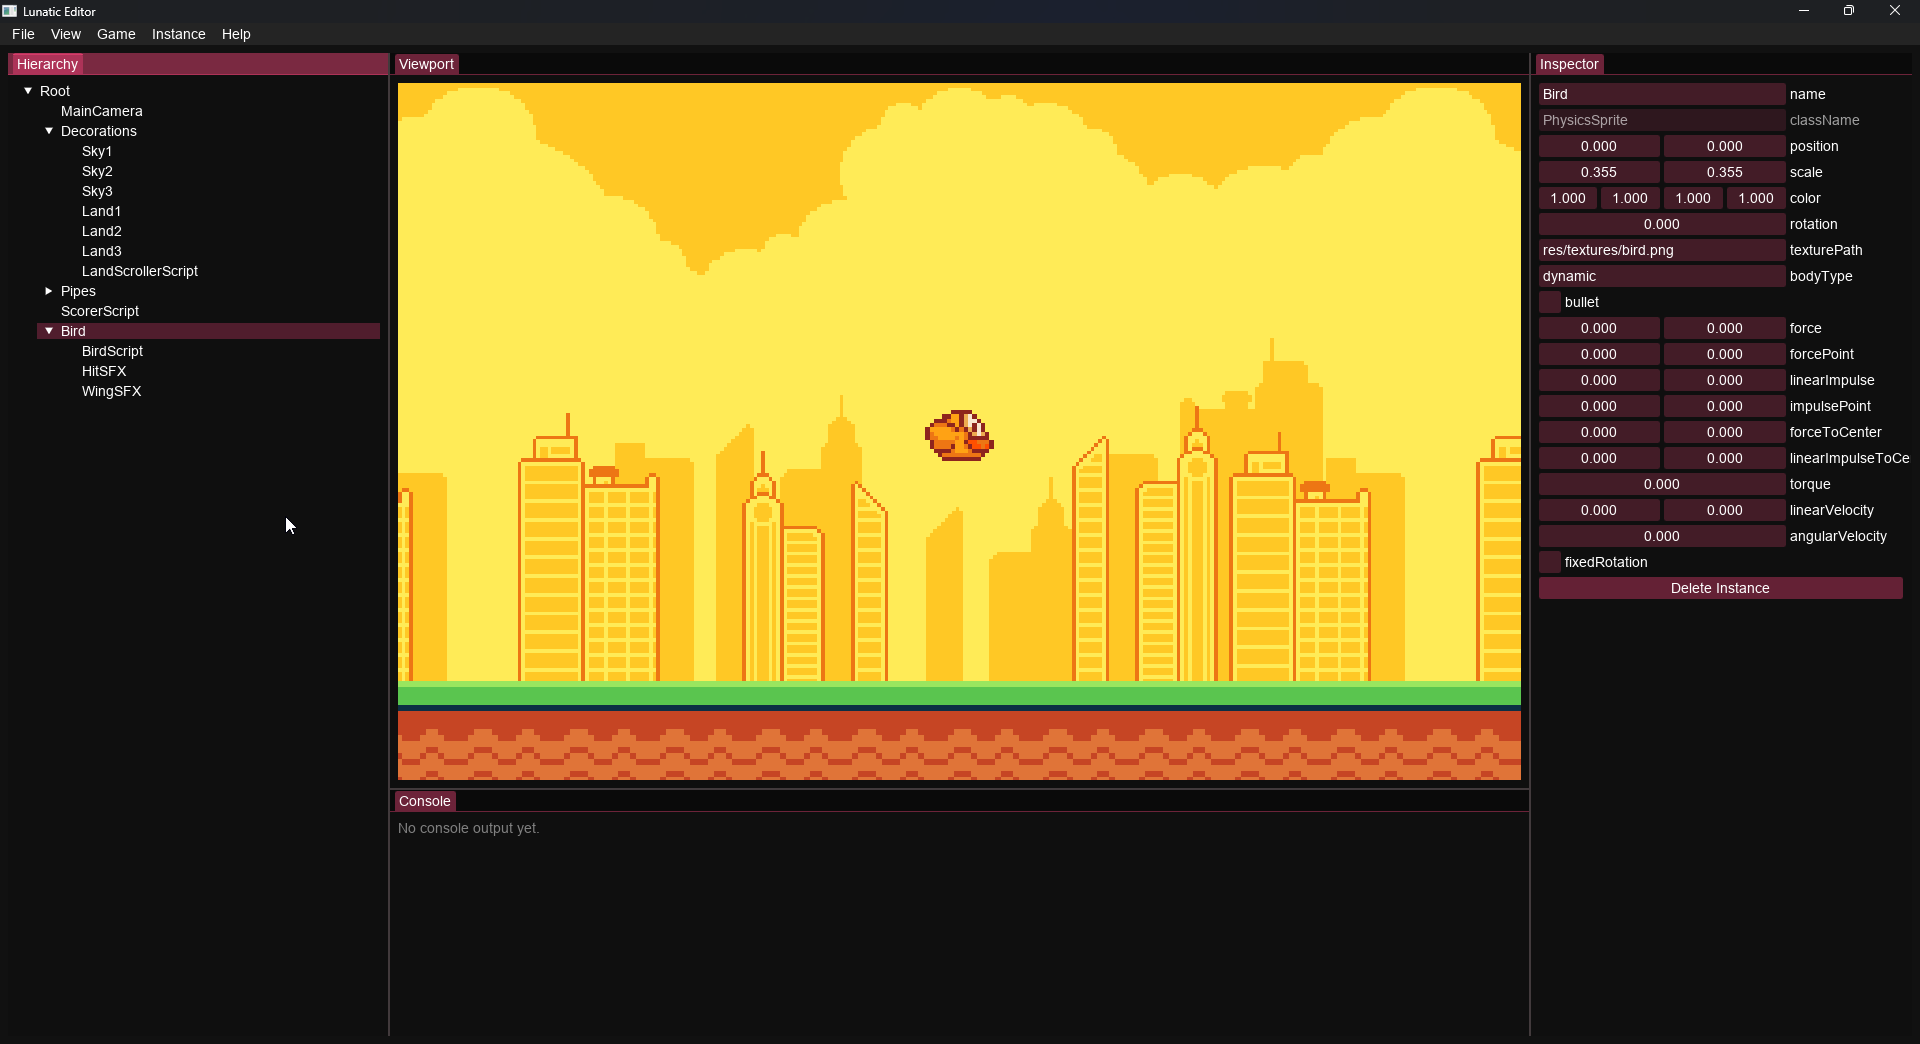 Lunatic Editor
File View Game Instance Help
Hierarchy
Root
MainCamera
Decorations
Sky1
Sky2
Sky3
Land1
Land2
Land3
LandScrollerScript
Pipes
ScorerScript
Bird
BirdScript
HitSFX
WingSFX
Viewport
Console
No console output yet.
Inspector
Bird name
PhysicsSprite className
0.000 0.000 position
0.355 0.355 scale
1.000 1.000 1.000 1.000 color
0.000 rotation
res/textures/bird.png texturePath
dynamic bodyType
bullet
0.000 0.000 force
0.000 0.000 forcePoint
0.000 0.000 linearImpulse
0.000 0.000 impulsePoint
0.000 0.000 forceToCenter
0.000 0.000 linearImpulseToCe
0.000 torque
0.000 0.000 linearVelocity
0.000 angularVelocity
fixedRotation
Delete Instance